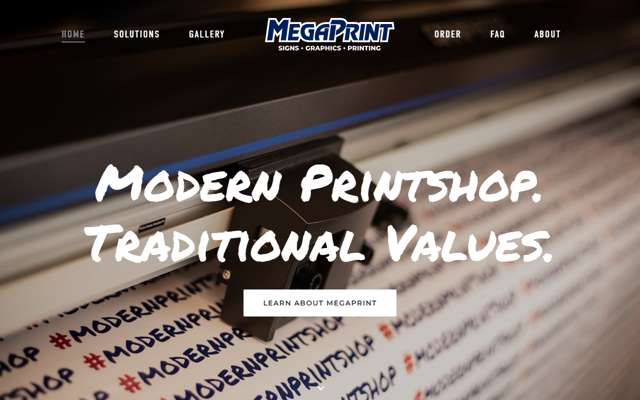 HOME SOLUTIONS GALLERY MEGAPRINT ORDER FAQ ABOUT
SIGNS • GRAPHICS • PRINTING
Modern Printshop.
Traditional Values.
LEARN ABOUT MEGAPRINT
#MODERNPRINTSHOP
#MODERNPRINTSHOP
#MODERNPRINTSHOP
#MODERNPRINTSHOP